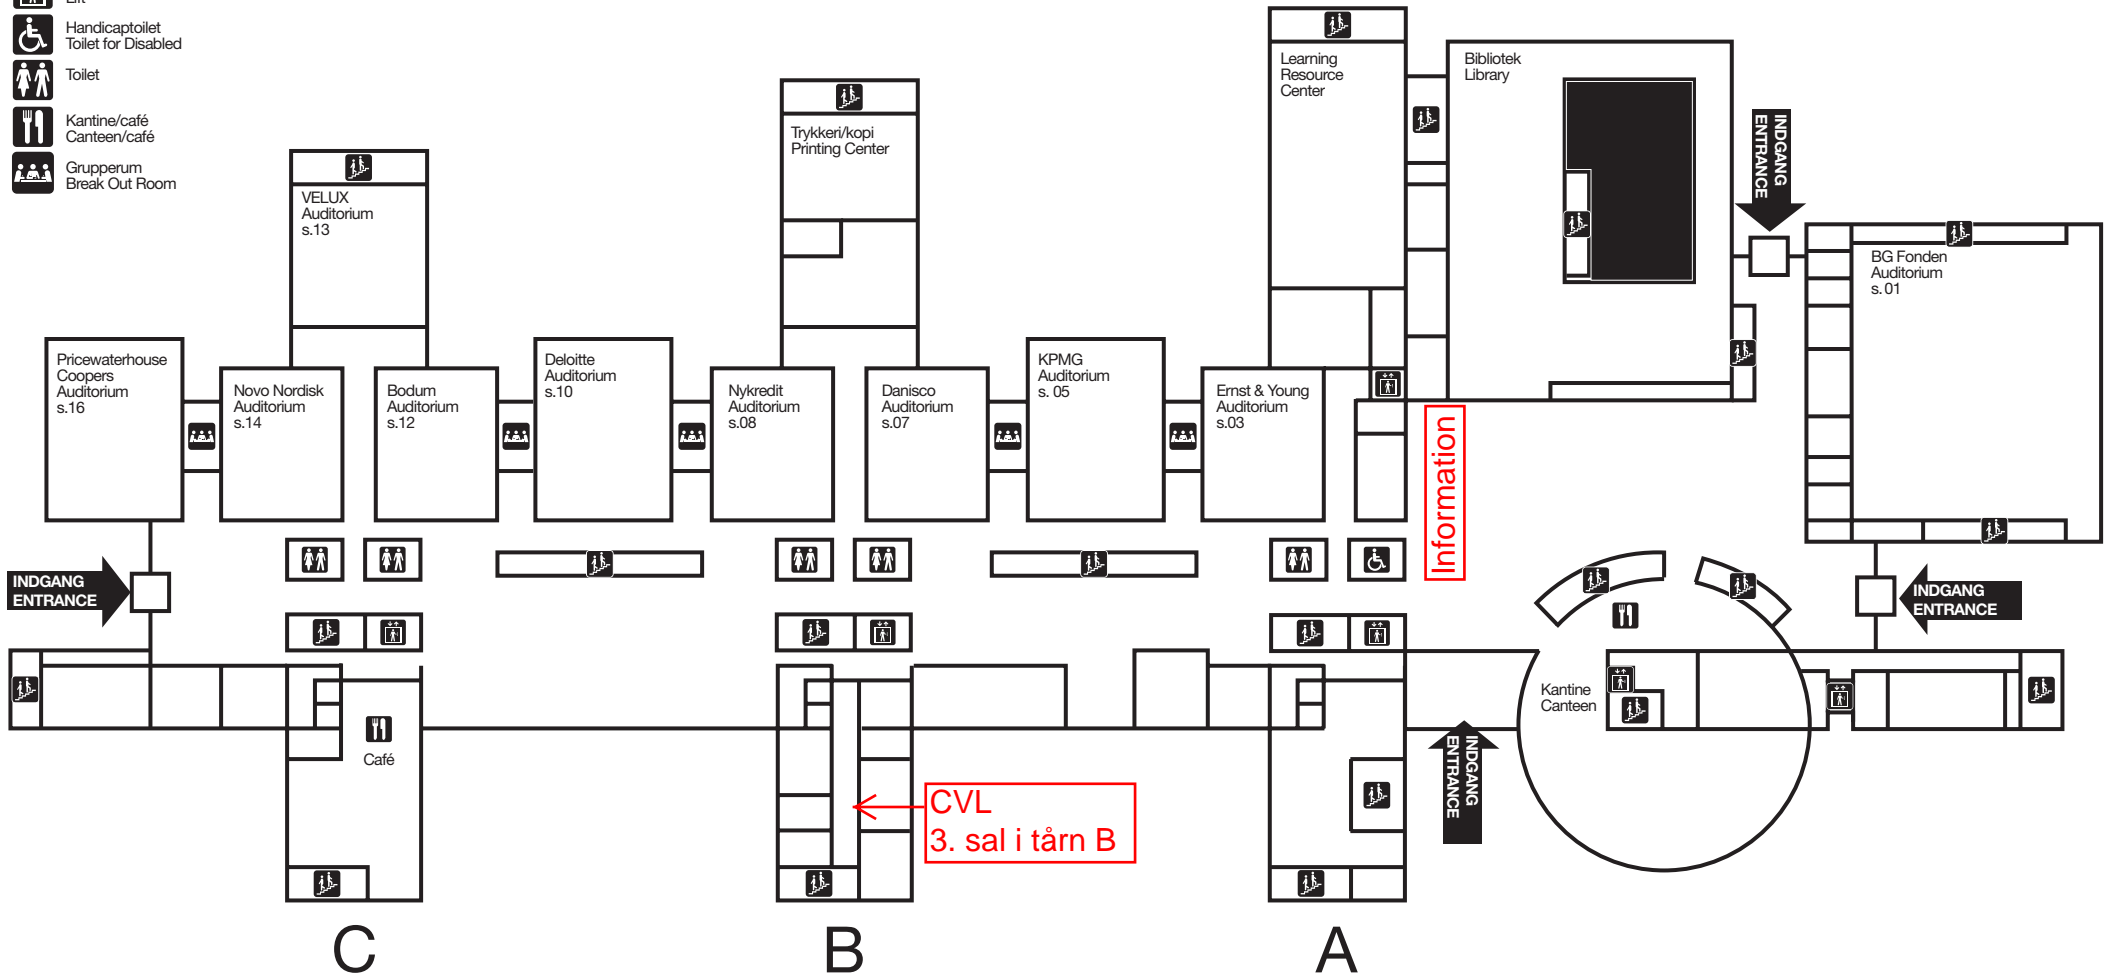 Lift
Handicaptoilet
Toilet for Disabled
Toilet
Kantine/café
Canteen/café
Grupperum
Break Out Room
VELUX
Auditorium
s.13
Trykkeri/kopi
Printing Center
Learning
Resource
Center
Bibliotek
Library
INDGANG
ENTRANCE
BG Fonden
Auditorium
s. 01
Pricewaterhouse
Coopers
Auditorium
s.16
Novo Nordisk
Auditorium
s.14
Bodum
Auditorium
s.12
Deloitte
Auditorium
s.10
Nykredit
Auditorium
s.08
Danisco
Auditorium
s.07
KPMG
Auditorium
s. 05
Ernst & Young
Auditorium
s.03
Information
INDGANG
ENTRANCE
INDGANG
ENTRANCE
Café
Kantine
Canteen
INDGANG
ENTRANCE
CVL
3. sal i tårn B
C
B
A